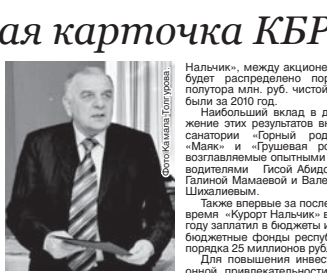 ая карточка КБР
Фото Камала Толгурова.
Нальчик», между акционе
будет распределено пор
полутора млн. руб. чистой
были за 2010 год.
Наибольший вклад в д
жение этих результатов вн
санатории «Горный род
«Маяк» и «Грушевая ро
возглавляемые опытными
водителями Гисой Абидо
Галиной Мамаевой и Вале
Шихалиевым.
Также впервые за после
время «Курорт Нальчик» в
году заплатил в бюджеты и
бюджетные фонды респуб
порядка 25 миллионов рубл
Для повышения инвес
онной привлекательности